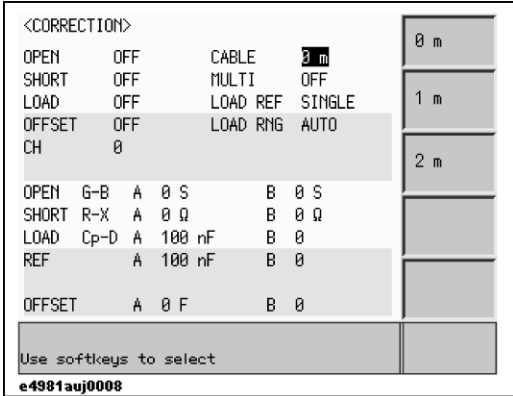 <CORRECTION>
OPEN OFF CABLE 0 m
SHORT OFF MULTI OFF
LOAD OFF LOAD REF SINGLE
OFFSET OFF LOAD RNG AUTO
CH 0
OPEN G-B A 0 S B 0 S
SHORT R-X A 0 Ω B 0 Ω
LOAD Cp-D A 100 nF B 0
REF A 100 nF B 0
OFFSET A 0 F B 0
0 m
1 m
2 m
Use softkeys to select
e4981auj0008